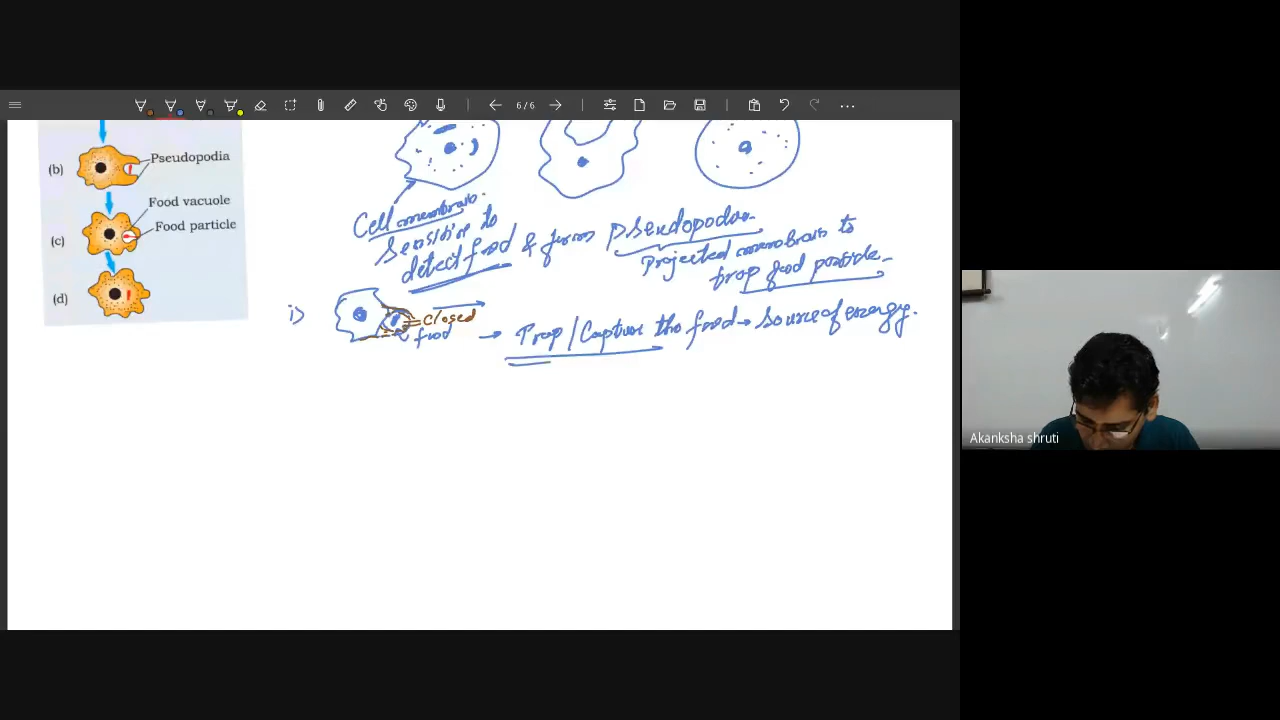 6/6
(b)
Pseudopodia
Food vacuole
(c)
Food particle
(d)
Cell membrane.
Sensitive to
detect food & forms Pseudopodia
Projected membrain to
trap food particle.
i)
closed
food
→ Trap/Capture the food → Source of energy.
Akanksha shruti